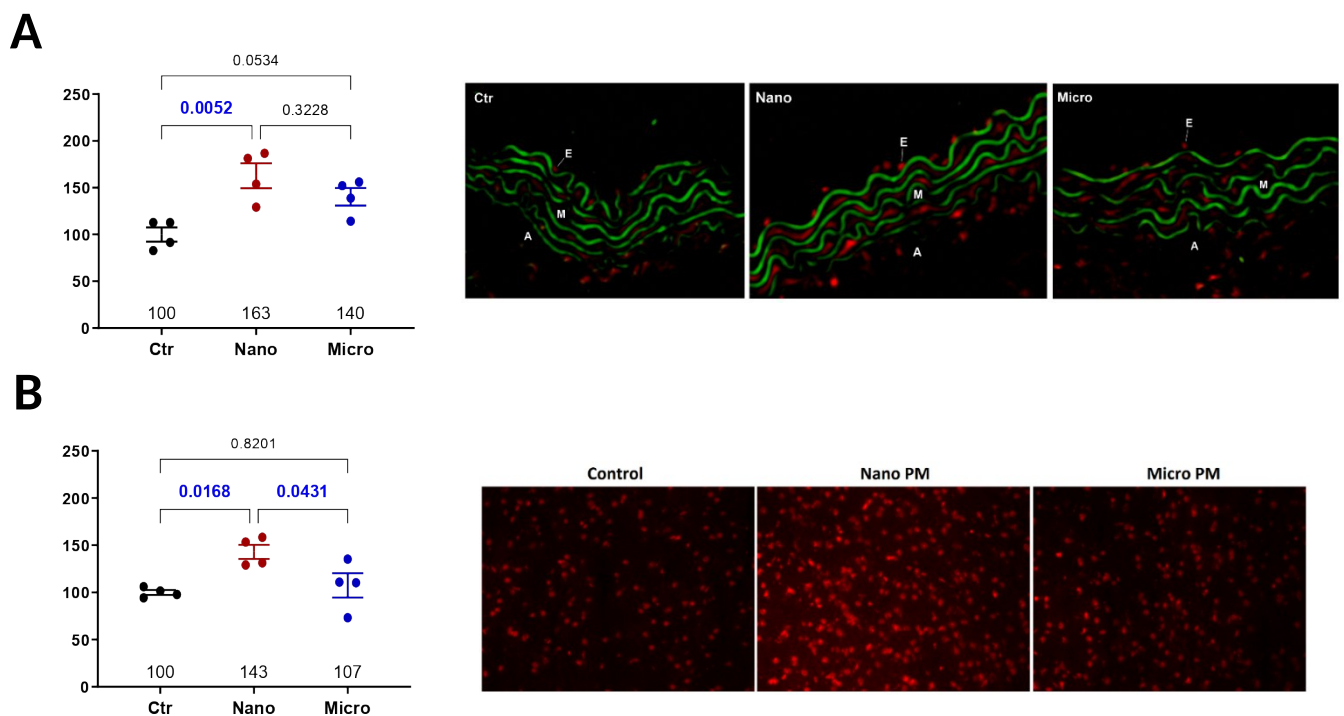 A
0.0534
0.0052
0.3228
250
200
150
100
50
0
100 163 140
Ctr Nano Micro
Ctr
E
M
A
Nano
E
M
A
Micro
E
M
A
B
0.8201
0.0168
0.0431
250
200
150
100
50
0
100 143 107
Ctr Nano Micro
Control
Nano PM
Micro PM